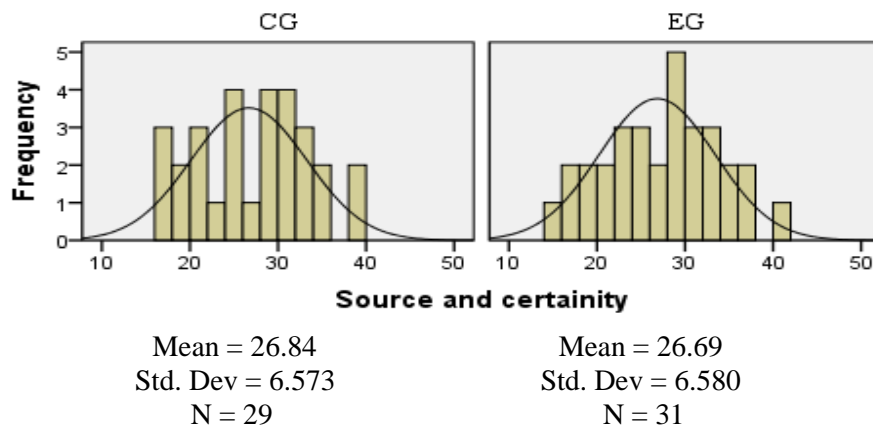 CG EG
Frequency
5
4
3
2
1
0
10 20 30 40 50 10 20 30 40 50
Source and certainity
Mean = 26.84 Mean = 26.69
Std. Dev = 6.573 Std. Dev = 6.580
N = 29 N = 31